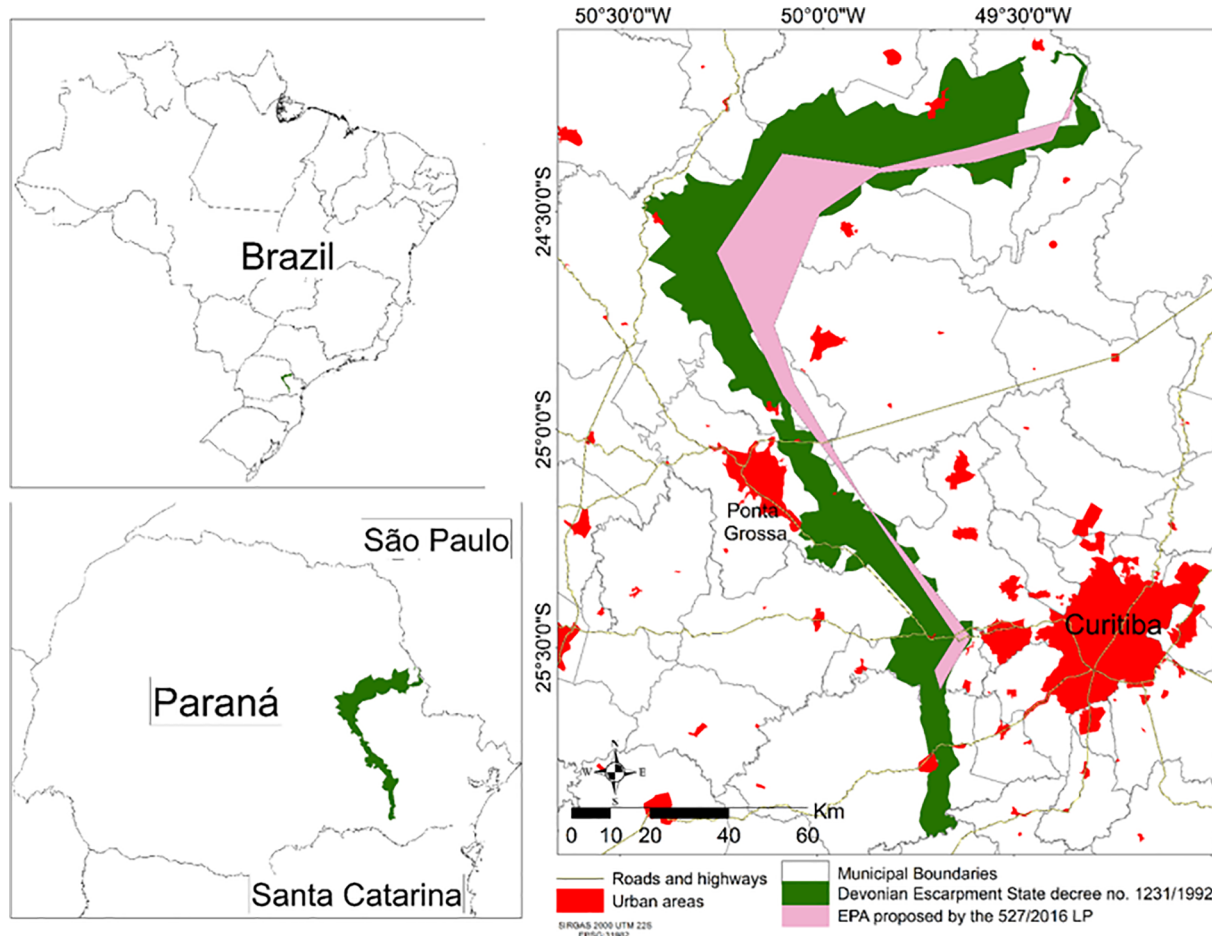 Brazil
São Paulo
Paraná
Santa Catarina
50°30'0"W 50°0'0"W 49°30'0"W
24°30'0"S
25°0'0"S
25°30'0"S
Ponta
Grossa
Curitiba
N
W E
S
Km
0 10 20 40 60
Roads and highways
Urban areas
SIRGAS 2000 UTM 22S
Municipal Boundaries
Devonian Escarpment State decree no. 1231/1992
EPA proposed by the 527/2016 LP